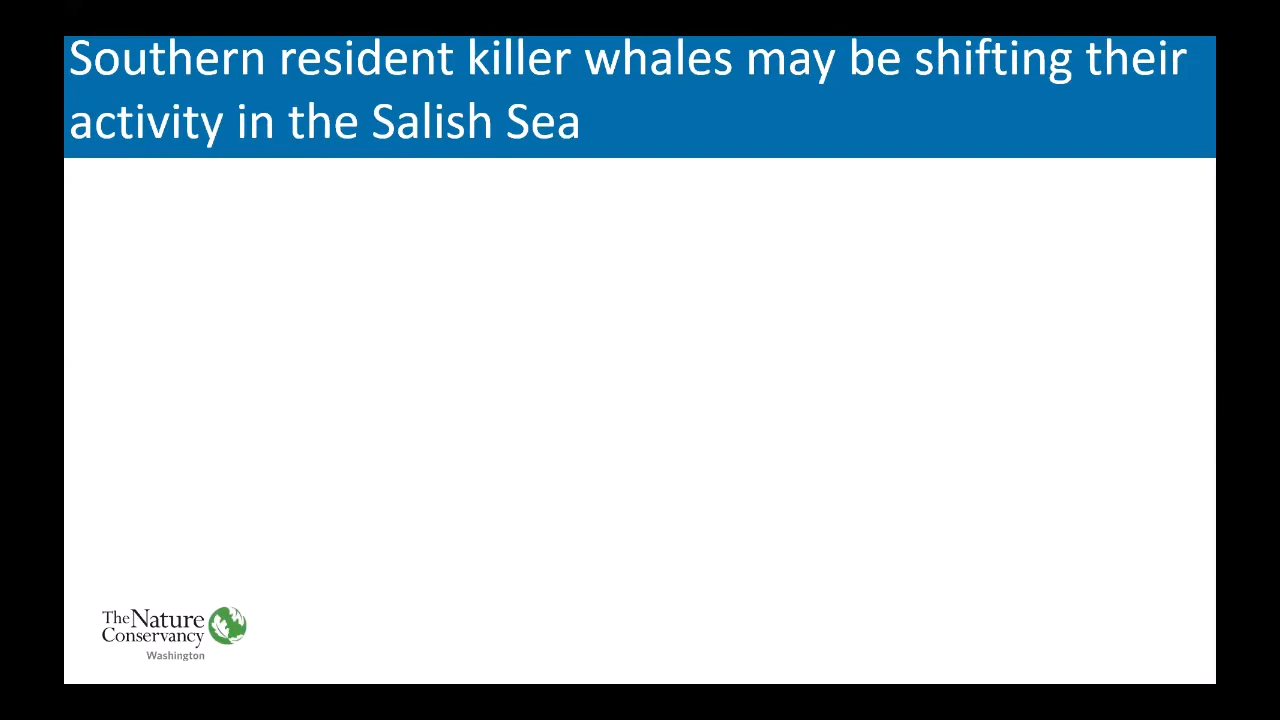 Southern resident killer whales may be shifting their
activity in the Salish Sea
The Nature
Conservancy
Washington